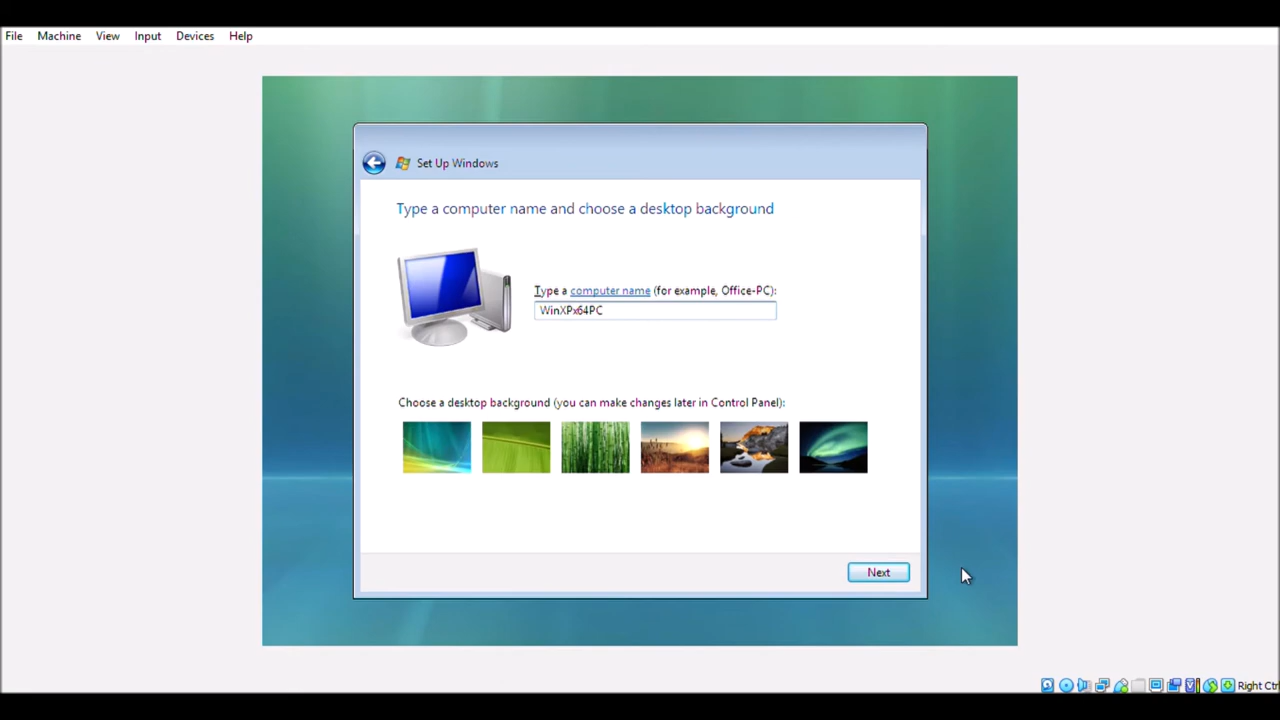 File Machine View Input Devices Help
Set Up Windows
Type a computer name and choose a desktop background
Type a computer name (for example, Office-PC):
WinXPx64PC
Choose a desktop background (you can make changes later in Control Panel):
Next
Right Ctr